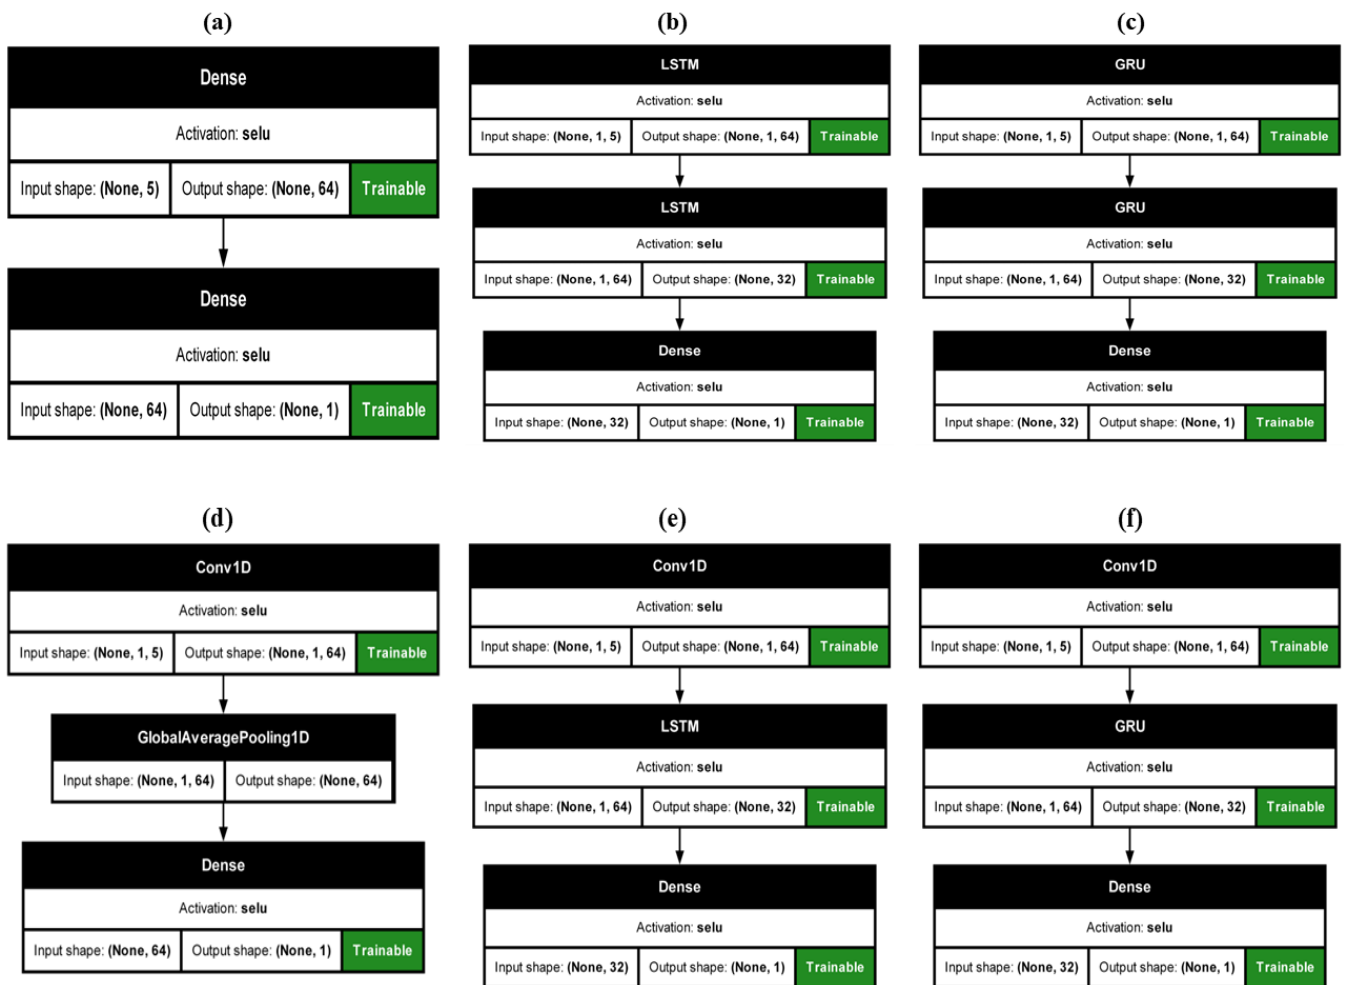 (a)
Dense
Activation: selu
Input shape: (None, 5) Output shape: (None, 64) Trainable
Dense
Activation: selu
Input shape: (None, 64) Output shape: (None, 1) Trainable
(b)
LSTM
Activation: selu
Input shape: (None, 1, 5) Output shape: (None, 1, 64) Trainable
LSTM
Activation: selu
Input shape: (None, 1, 64) Output shape: (None, 32) Trainable
Dense
Activation: selu
Input shape: (None, 32) Output shape: (None, 1) Trainable
(c)
GRU
Activation: selu
Input shape: (None, 1, 5) Output shape: (None, 1, 64) Trainable
GRU
Activation: selu
Input shape: (None, 1, 64) Output shape: (None, 32) Trainable
Dense
Activation: selu
Input shape: (None, 32) Output shape: (None, 1) Trainable
(d)
Conv1D
Activation: selu
Input shape: (None, 1, 5) Output shape: (None, 1, 64) Trainable
GlobalAveragePooling1D
Input shape: (None, 1, 64) Output shape: (None, 64)
Dense
Activation: selu
Input shape: (None, 64) Output shape: (None, 1) Trainable
(e)
Conv1D
Activation: selu
Input shape: (None, 1, 5) Output shape: (None, 1, 64) Trainable
LSTM
Activation: selu
Input shape: (None, 1, 64) Output shape: (None, 32) Trainable
Dense
Activation: selu
Input shape: (None, 32) Output shape: (None, 1) Trainable
(f)
Conv1D
Activation: selu
Input shape: (None, 1, 5) Output shape: (None, 1, 64) Trainable
GRU
Activation: selu
Input shape: (None, 1, 64) Output shape: (None, 32) Trainable
Dense
Activation: selu
Input shape: (None, 32) Output shape: (None, 1) Trainable